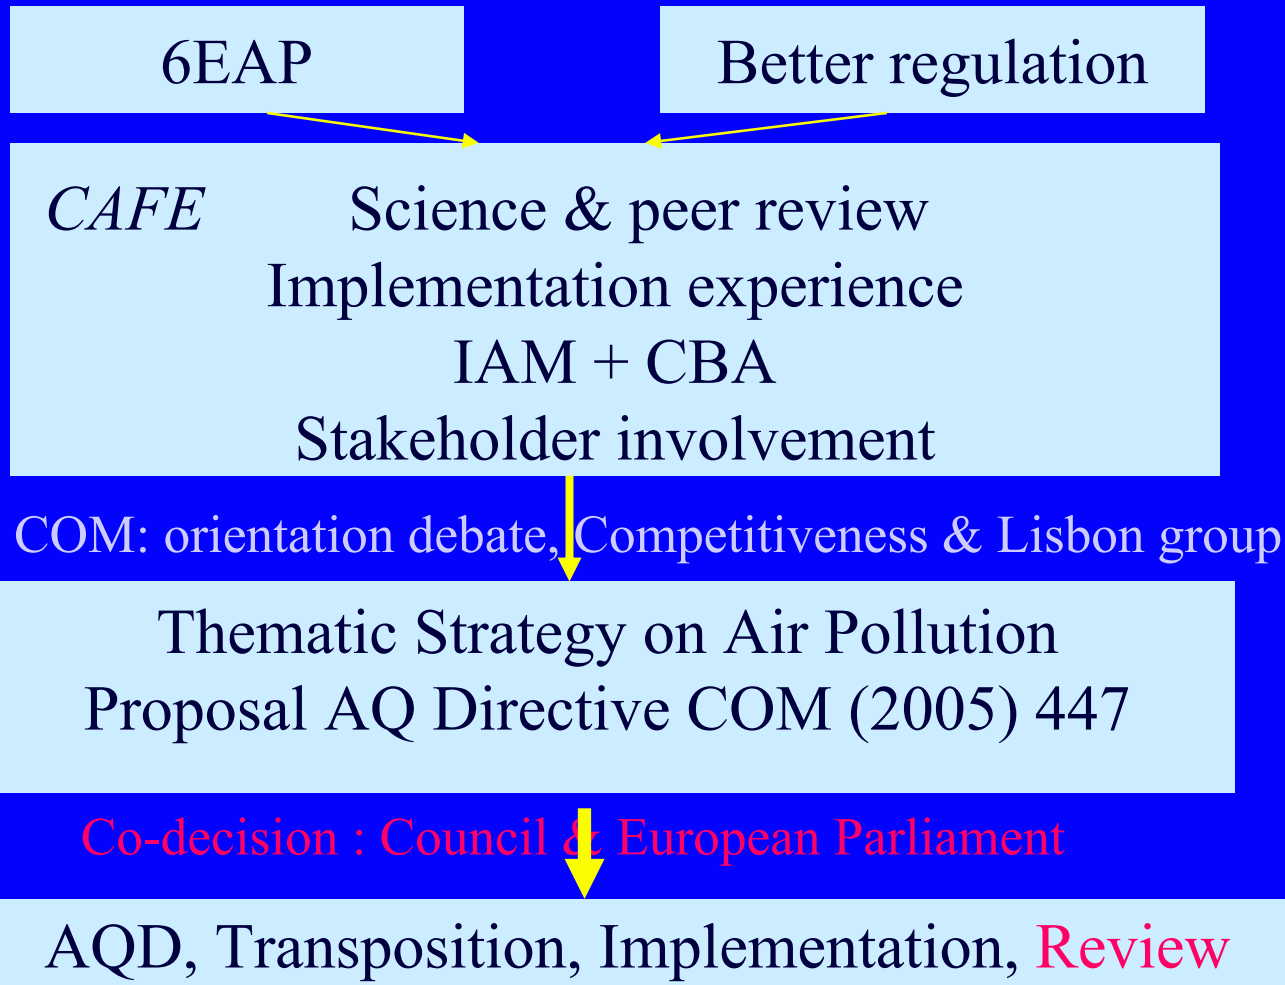 6EAP
Better regulation
CAFE Science & peer review
Implementation experience
IAM + CBA
Stakeholder involvement
COM: orientation debate, Competitiveness & Lisbon group
Thematic Strategy on Air Pollution
Proposal AQ Directive COM (2005) 447
Co-decision : Council & European Parliament
AQD, Transposition, Implementation, Review